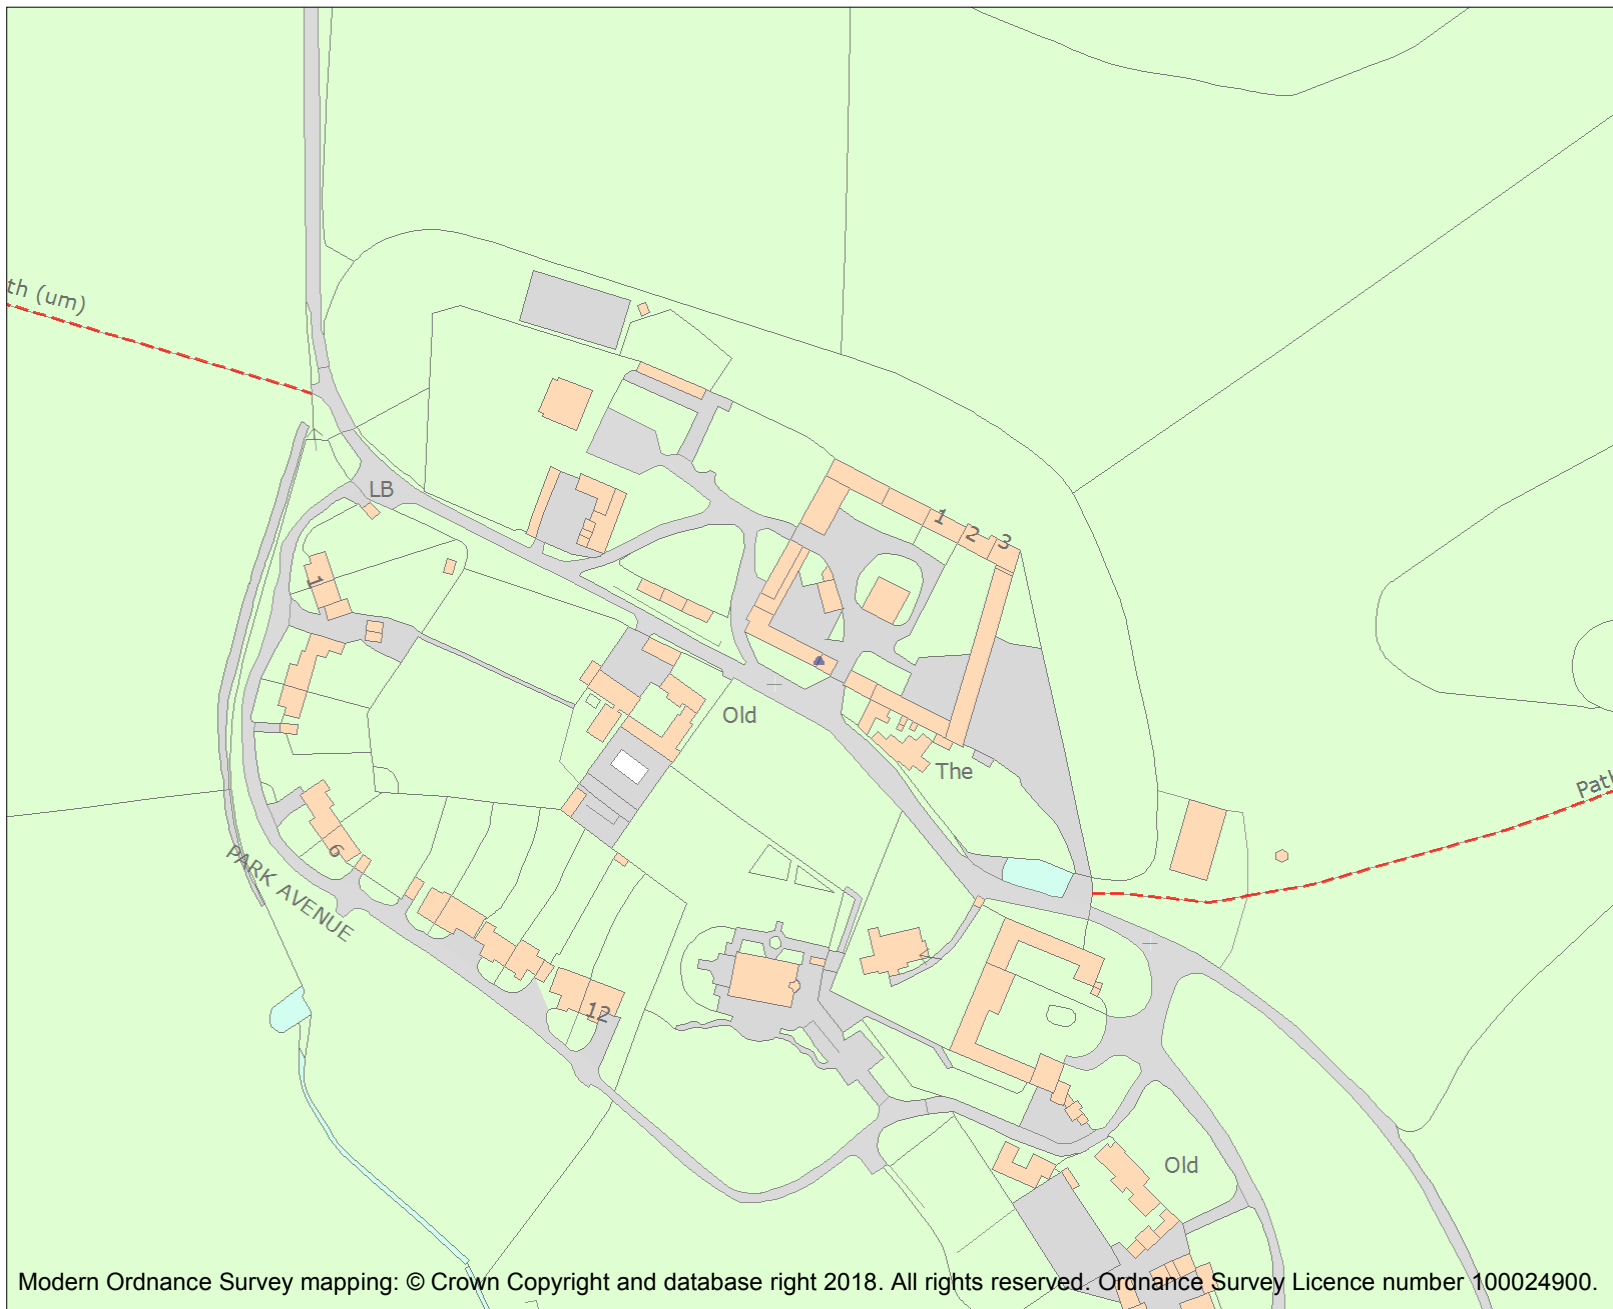 th (um)
LB
1
2
3
1
Old
The
Path
6
PARK AVENUE
12
Old
Modern Ordnance Survey mapping: © Crown Copyright and database right 2018. All rights reserved. Ordnance Survey Licence number 100024900.